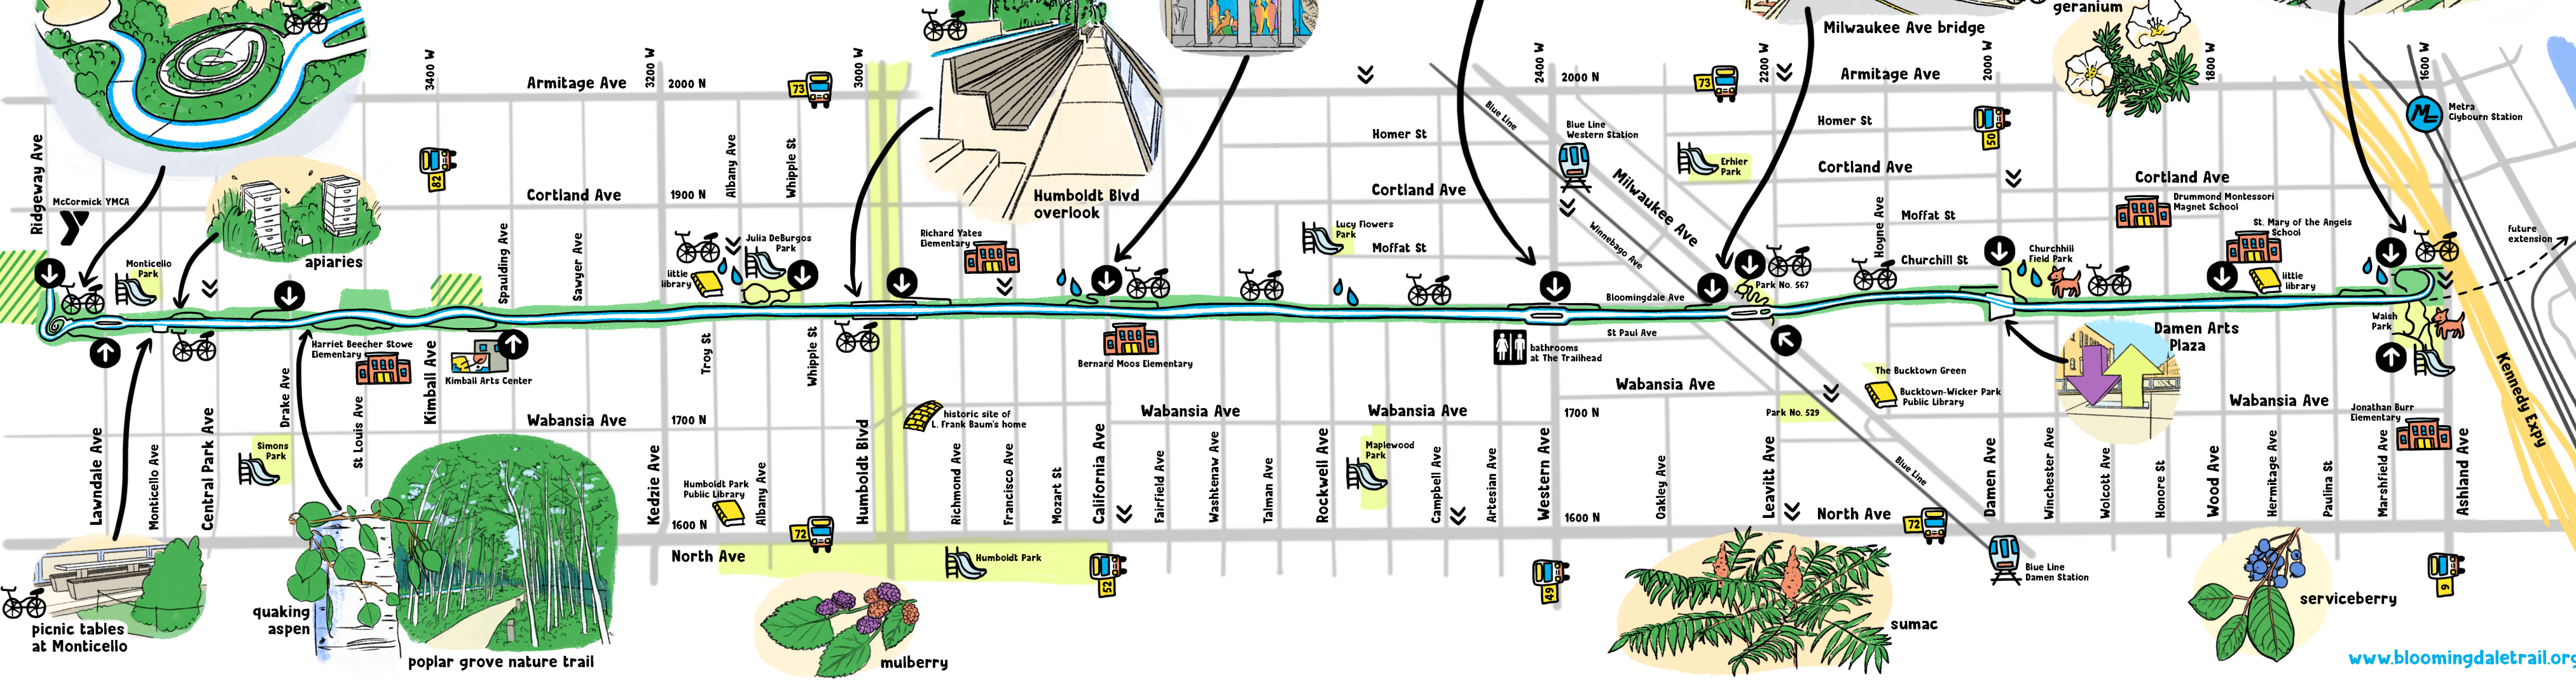 Milwaukee Ave bridge
geranium
3400 W
3200 W
3000 W
2400 W
2200 W
2000 W
1800 W
1600 W
Armitage Ave
2000 N
73
2000 N
73
Armitage Ave
Metra
Clybourn Station
Blue Line
Blue Line
Western Station
Homer St
Homer St
50
Ridgeway Ave
82
Albany Ave
Whipple St
Erhier
Park
Cortland Ave
1900 N
Humboldt Blvd
overlook
Cortland Ave
Milwaukee Ave
Cortland Ave
Cortland Ave
Drummond Montessori
Magnet School
McCormick YMCA
Moffat St
Hoyne Ave
St. Mary of the Angels
School
Lucy Flowers
Park
Moffat St
Winnebago Ave
future
extension
Spaulding Ave
Sawyer Ave
Julia DeBurgos
Park
Richard Yates
Elementary
apiaries
Monticello
Park
little
library
Churchill St
Churchhill
Field Park
little
library
Park No. 567
Bloomingdale Ave
Walsh
Park
Damen Arts
Plaza
St Paul Ave
Harriet Beecher Stowe
Elementary
Kimball Ave
Kimball Arts Center
Troy St
Whipple St
Bernard Moos Elementary
bathrooms
at The Trailhead
The Bucktown Green
Bucktown-Wicker Park
Public Library
Kennedy Expy
Drake Ave
St Louis Ave
Wabansia Ave
1700 N
historic site of
L. Frank Baum's home
Wabansia Ave
Wabansia Ave
Wabansia Ave
1700 N
Park No. 529
Wabansia Ave
Jonathan Burr
Elementary
Simons
Park
Maplewood
Park
Blue Line
Lawndale Ave
Monticello Ave
Central Park Ave
Kedzie Ave
Albany Ave
Humboldt Blvd
Richmond Ave
Francisco Ave
Mozart St
California Ave
Fairfield Ave
Washtenaw Ave
Talman Ave
Rockwell Ave
Campbell Ave
Artesian Ave
Western Ave
Oakley Ave
Leavitt Ave
Damen Ave
Winchester Ave
Wolcott Ave
Honore St
Wood Ave
Hermitage Ave
Paulina St
Marshfield Ave
Ashland Ave
Humboldt Park
Public Library
1600 N
72
1600 N
North Ave
72
North Ave
Humboldt Park
52
49
Blue Line
Damen Station
9
picnic tables
at Monticello
quaking
aspen
poplar grove nature trail
mulberry
sumac
serviceberry
www.bloomingdaletrail.org